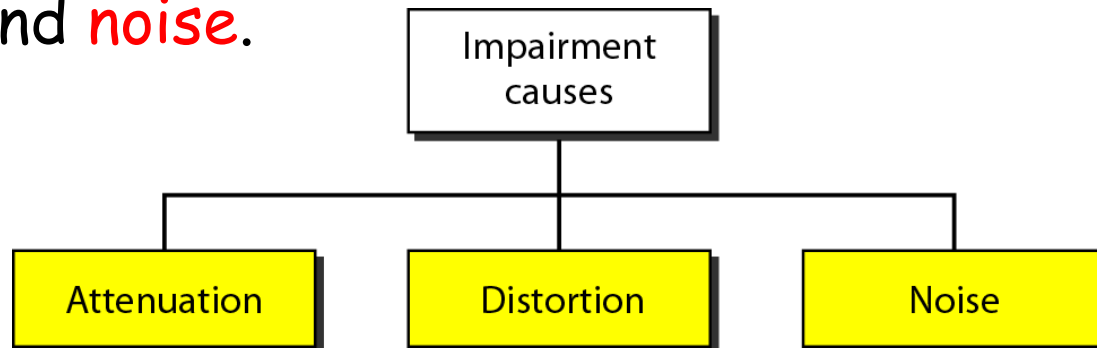 nd noise.
Impairment
causes
Attenuation
Distortion
Noise